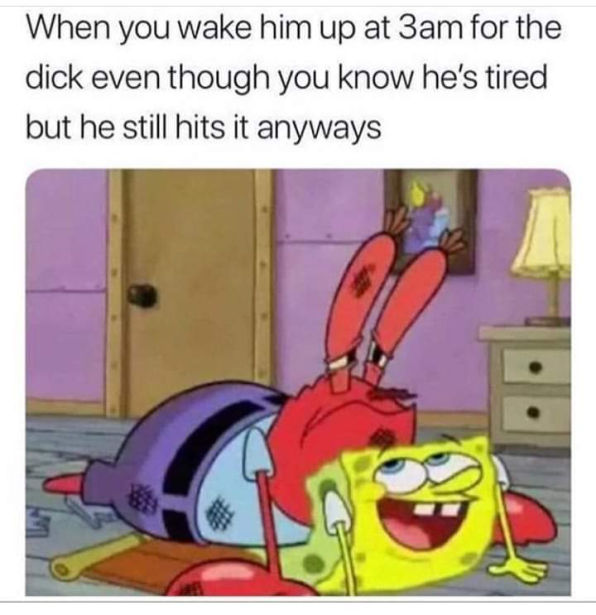 When you wake him up at 3am for the
dick even though you know he's tired
but he still hits it anyways